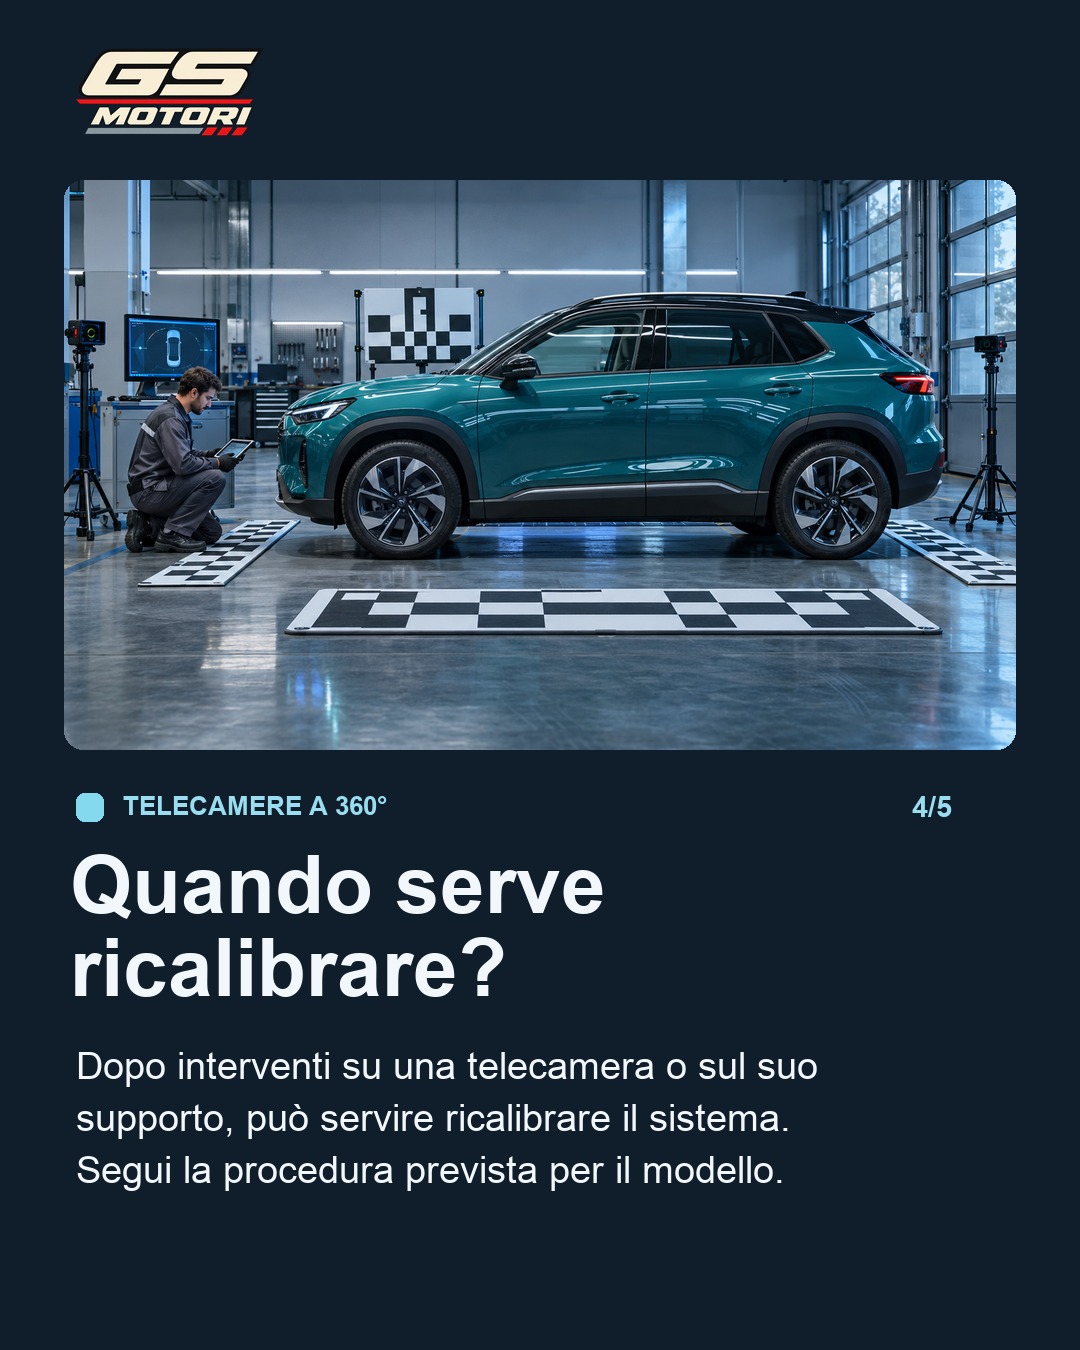 GS
MOTORI
TELECAMERE A 360°
4/5
Quando serve
ricalibrare?
Dopo interventi su una telecamera o sul suo
supporto, può servire ricalibrare il sistema.
Segui la procedura prevista per il modello.